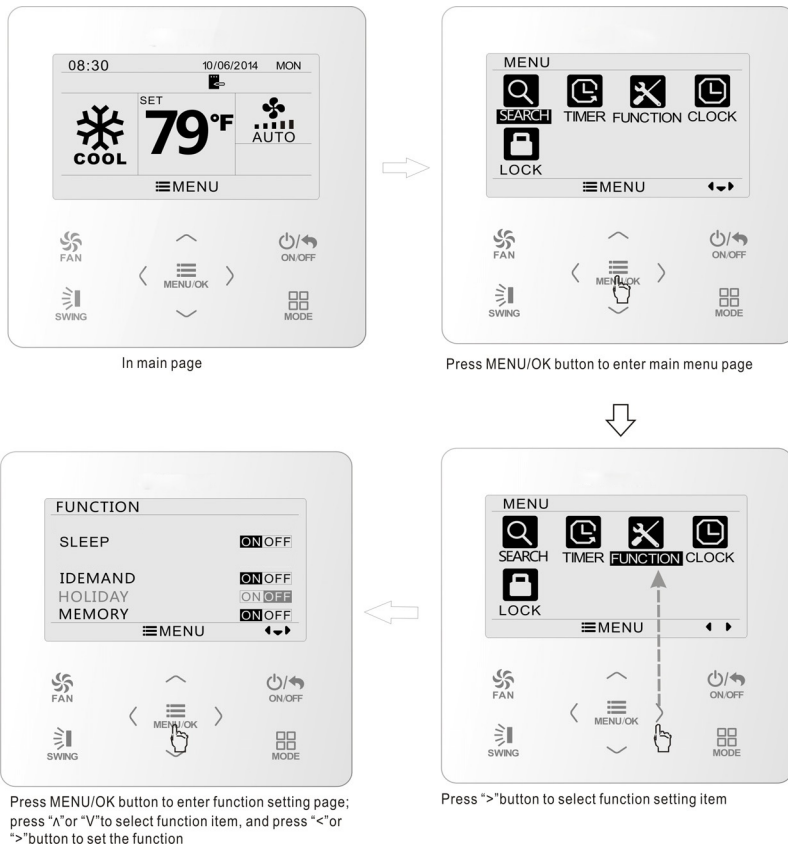 08:30 10/06/2014 MON
SET
79°F
COOL
AUTO
MENU
FAN
ON/OFF
MENU/OK
SWING
MODE
In main page
MENU
SEARCH TIMER FUNCTION CLOCK
LOCK
MENU
FAN
ON/OFF
MENU/OK
SWING
MODE
Press MENU/OK button to enter main menu page
MENU
SEARCH TIMER FUNCTION CLOCK
LOCK
MENU
FAN
ON/OFF
MENU/OK
SWING
MODE
Press “>”button to select function setting item
FUNCTION
SLEEP ON OFF
IDEMAND ON OFF
HOLIDAY ON OFF
MEMORY ON OFF
MENU
FAN
ON/OFF
MENU/OK
SWING
MODE
Press MENU/OK button to enter function setting page;
press “ʌ”or “V”to select function item, and press “<”or
“>”button to set the function